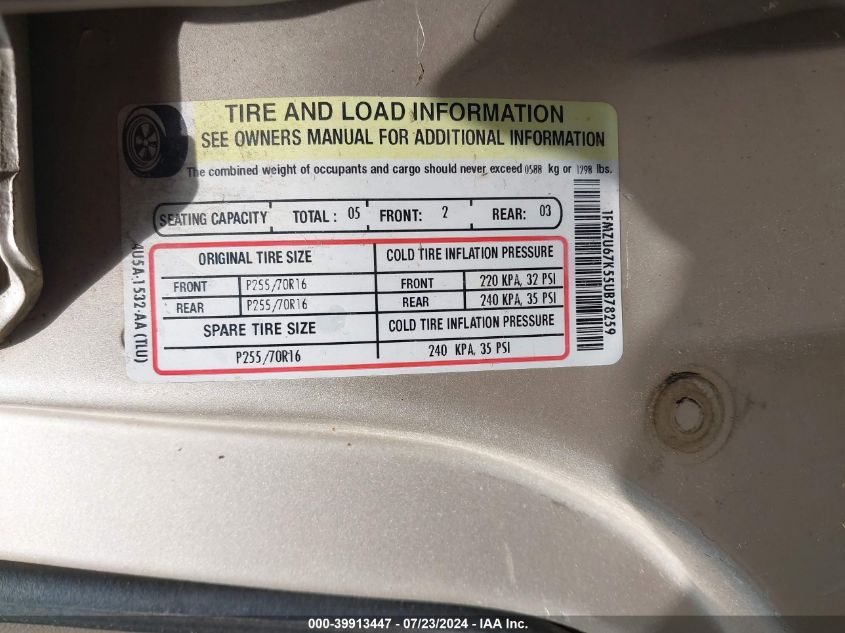 TIRE AND LOAD INFORMATION
SEE OWNERS MANUAL FOR ADDITIONAL INFORMATION
The combined weight of occupants and cargo should never exceed 0588 kg or 1298 lbs.
SEATING CAPACITY TOTAL : 05 FRONT: 2 REAR: 03
ORIGINAL TIRE SIZE COLD TIRE INFLATION PRESSURE
FRONT P255/70R16 FRONT 220 KPA, 32 PSI
REAR P255/70R16 REAR 240 KPA, 35 PSI
SPARE TIRE SIZE COLD TIRE INFLATION PRESSURE
P255/70R16 240 KPA, 35 PSI
4U5A-1532-AA (TLU)
1FMZU67K55UB78259
000-39913447 - 07/23/2024 - IAA Inc.